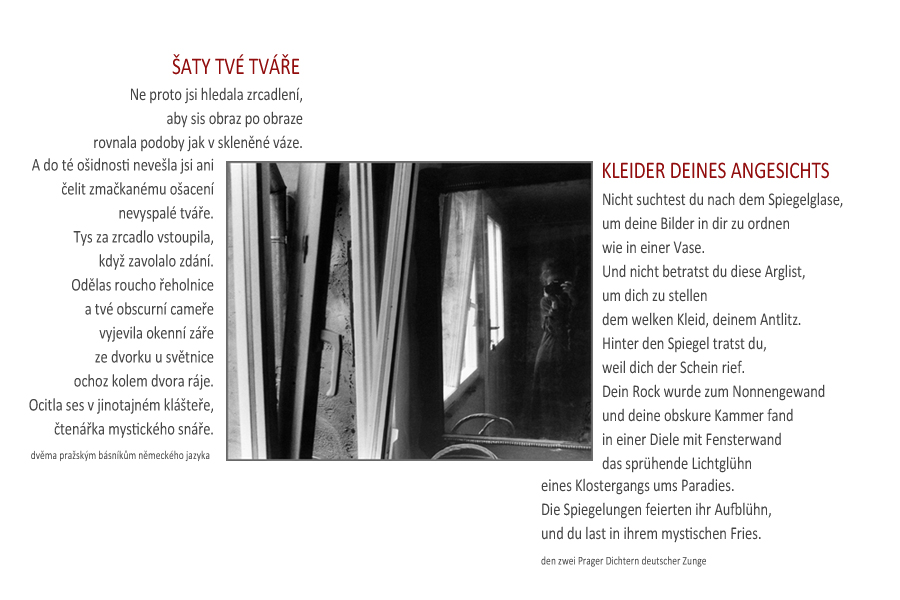 ŠATY TVÉ TVÁŘE
Ne proto jsi hledala zrcadlení,
aby sis obraz po obraze
rovnala podoby jak v skleněné váze.
A do té ošidnosti nevešla jsi ani
čelit zmačkanému ošacení
nevyspalé tváře.
Tys za zrcadlo vstoupila,
když zavolalo zdání.
Odělas roucho řeholnice
a tvé obscurní cameře
vyjevila okenní záře
ze dvorku u světnice
ochoz kolem dvora ráje.
Ocitla ses v jinotajném klášteře,
čtenářka mystického snáře.
dvěma pražským básníkům německého jazyka
KLEIDER DEINES ANGESICHTS
Nicht suchtest du nach dem Spiegelglase,
um deine Bilder in dir zu ordnen
wie in einer Vase.
Und nicht betratst du diese Arglist,
um dich zu stellen
dem welken Kleid, deinem Antlitz.
Hinter den Spiegel tratst du,
weil dich der Schein rief.
Dein Rock wurde zum Nonnengewand
und deine obskure Kammer fand
in einer Diele mit Fensterwand
das sprühende Lichtglühn
eines Klostergangs ums Paradies.
Die Spiegelungen feierten ihr Aufblühn,
und du last in ihrem mystischen Fries.
den zwei Prager Dichtern deutscher Zunge